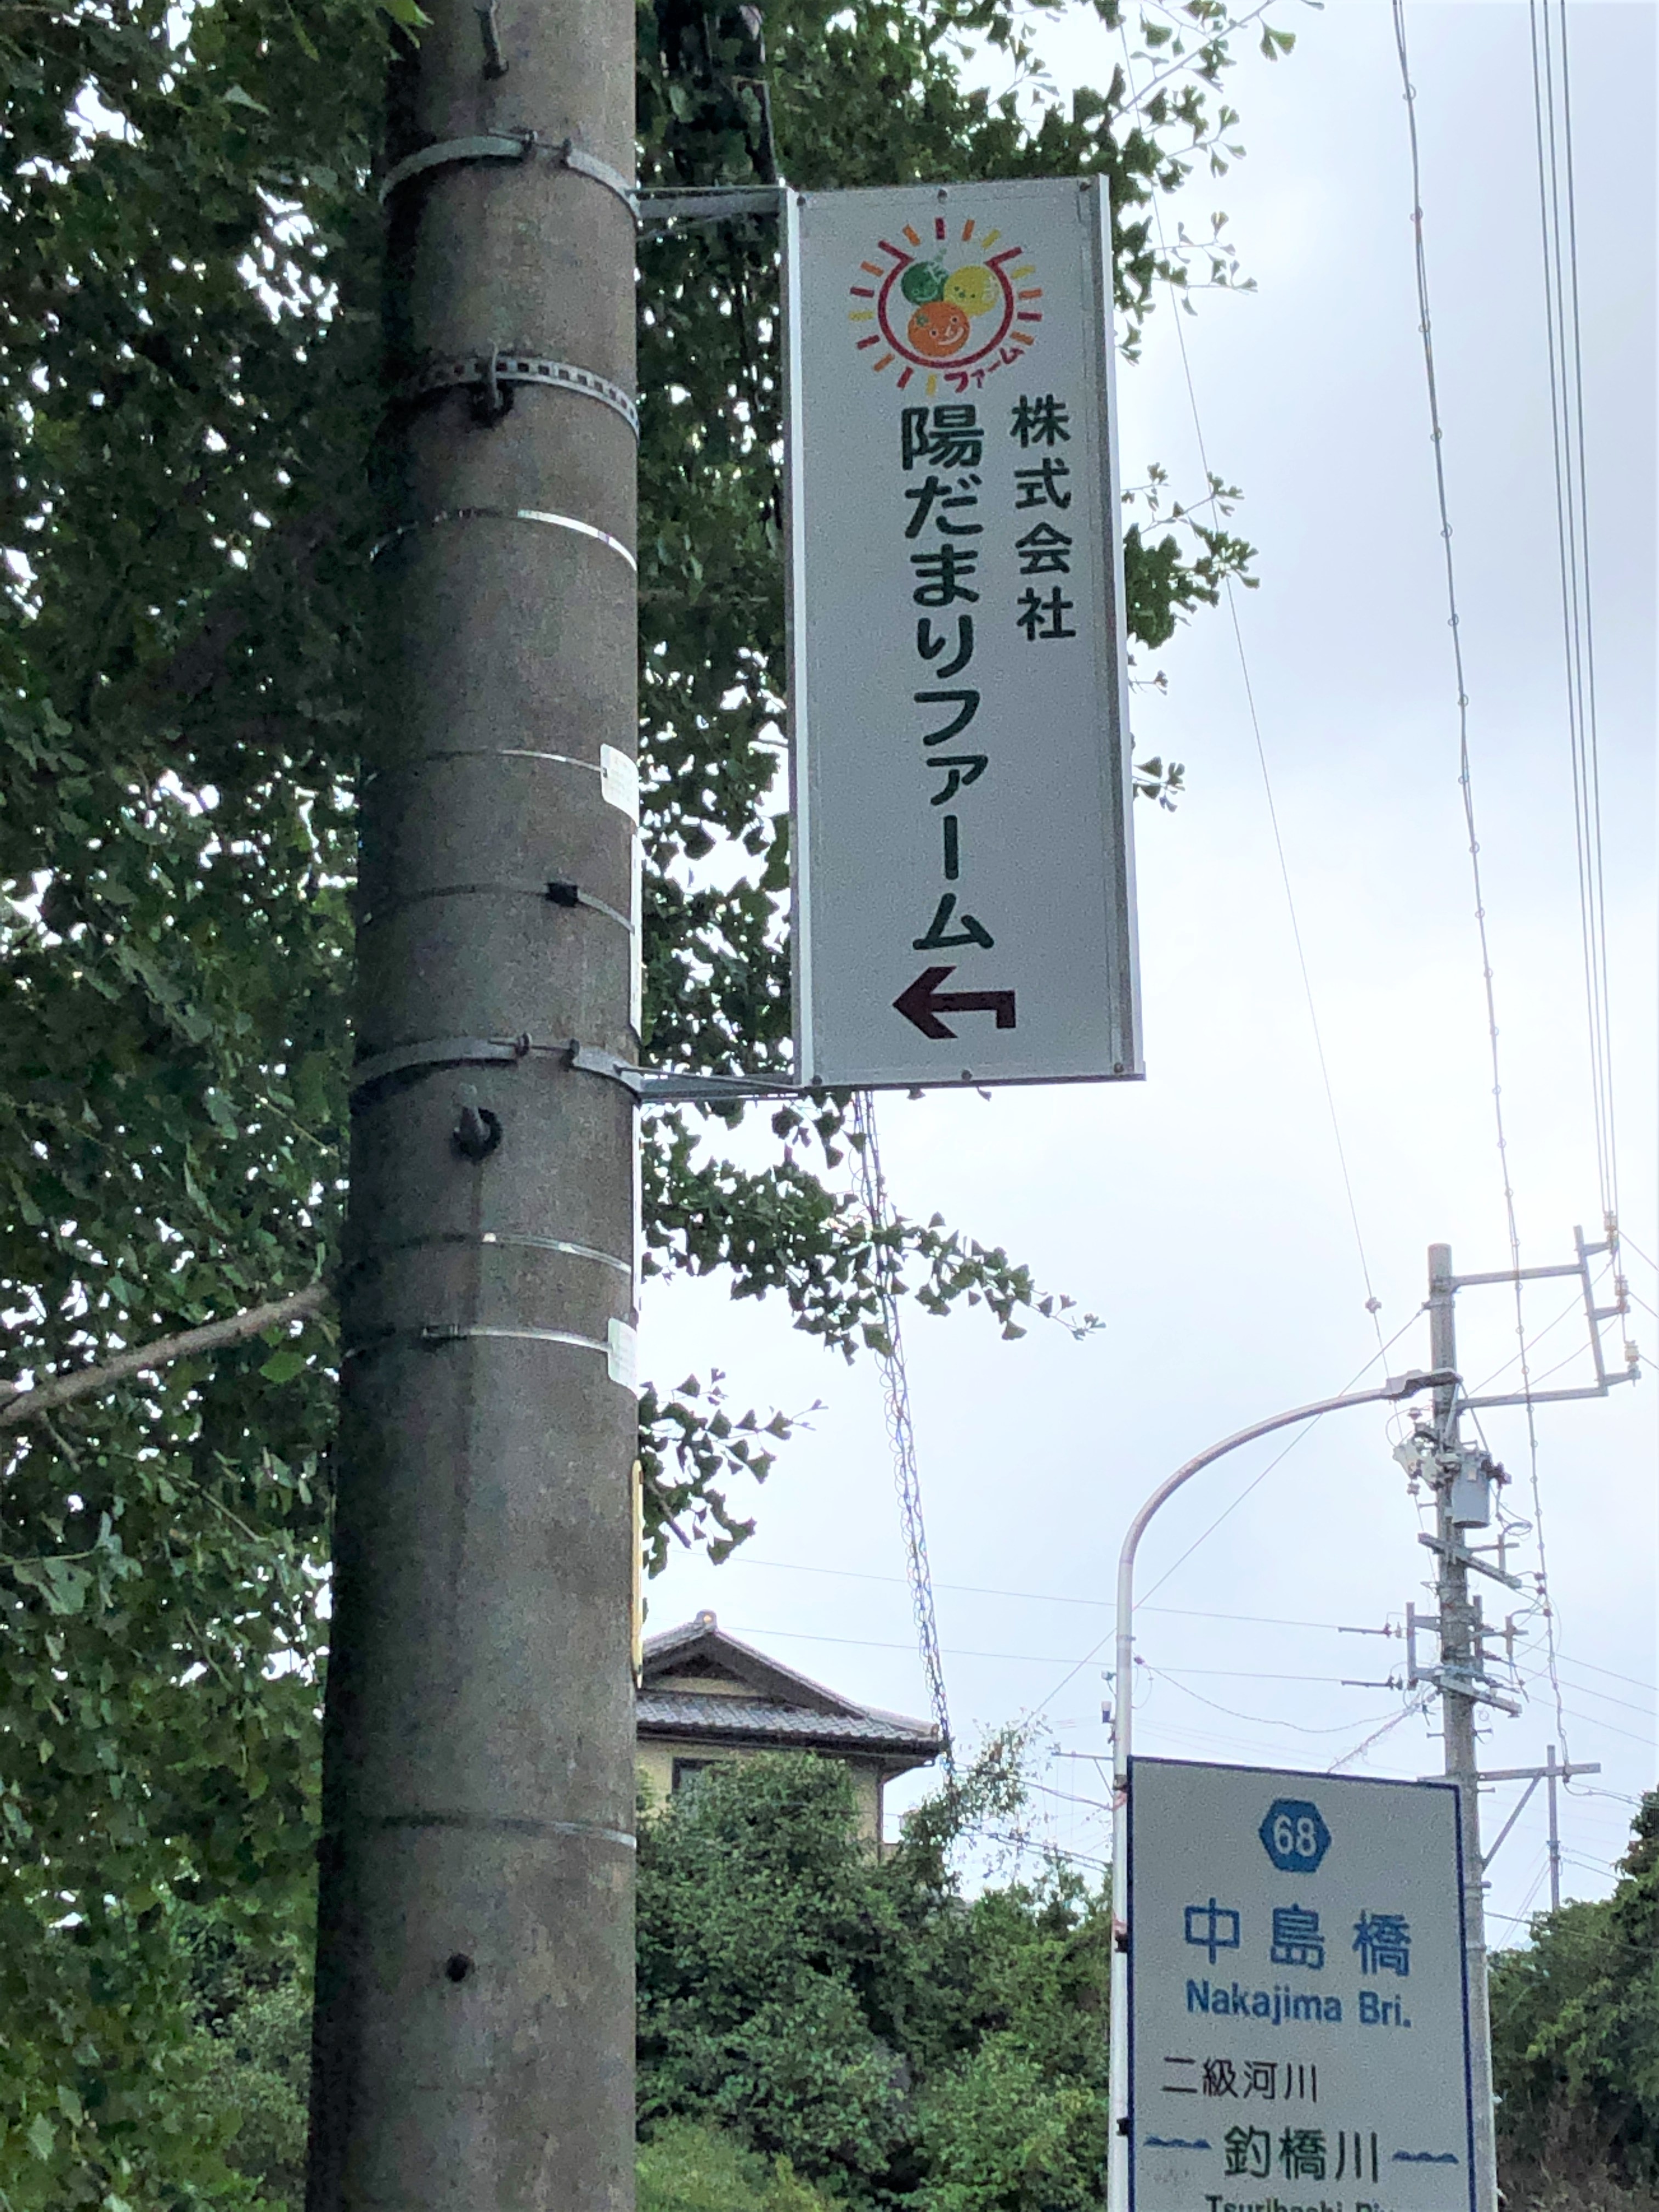 ファーム
株式会社
陽だまりファーム
68
中島橋
Nakajima Bri.
二級河川
釣橋川
Tsurihashi